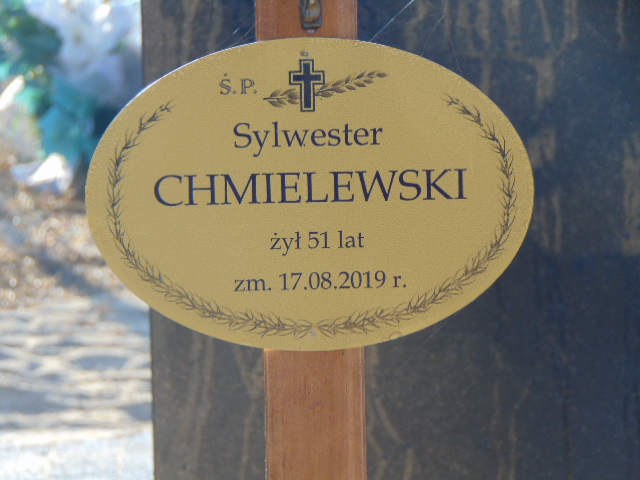 Ś.P.
Sylwester
CHMIELEWSKI
żył 51 lat
zm. 17.08.2019 r.